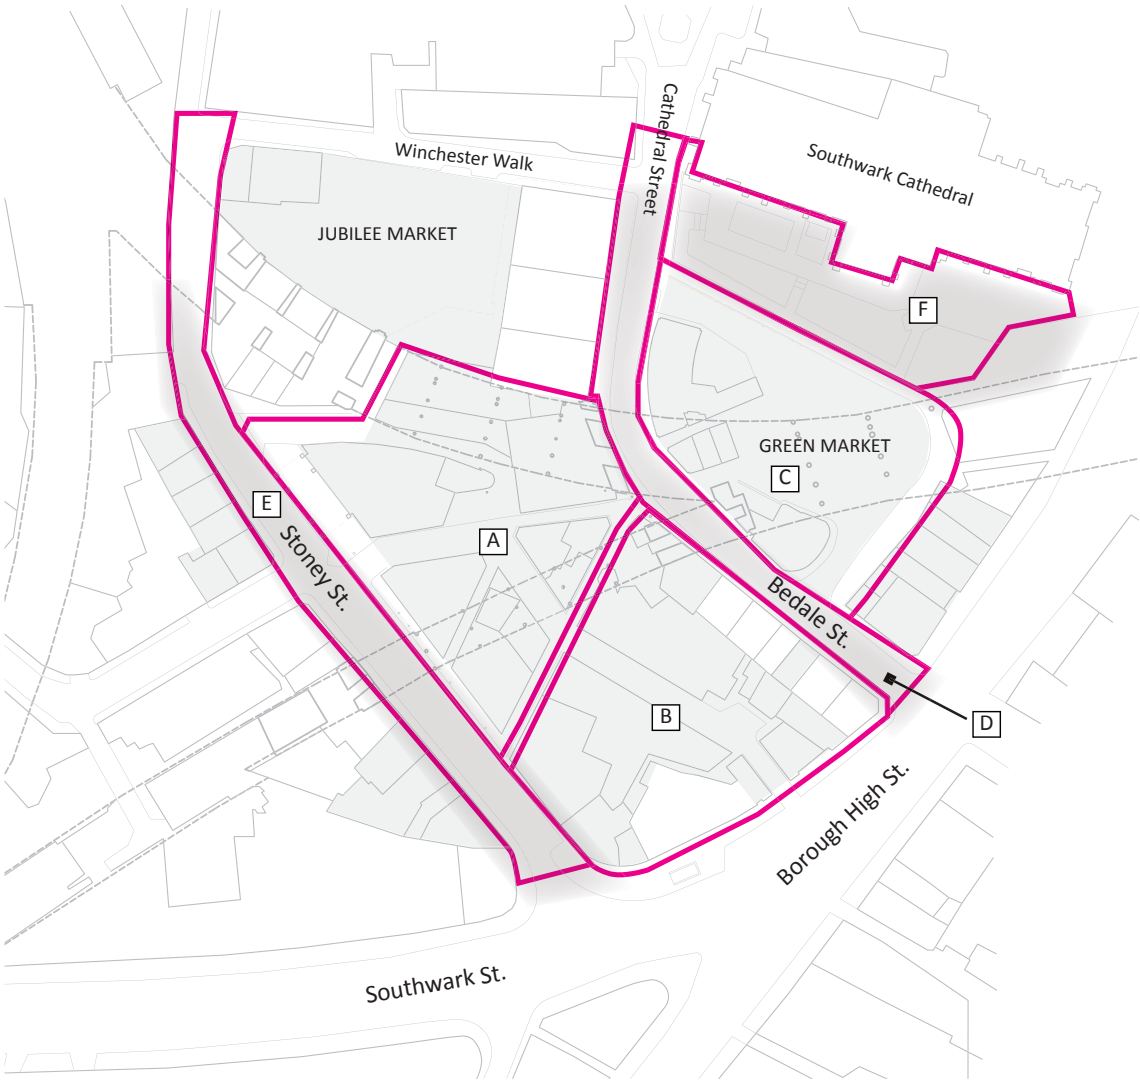 Cathedral Street
Winchester Walk
Southwark Cathedral
JUBILEE MARKET
F
GREEN MARKET
C
E
Stoney St.
A
Bedale St.
B
D
Borough High St.
Southwark St.